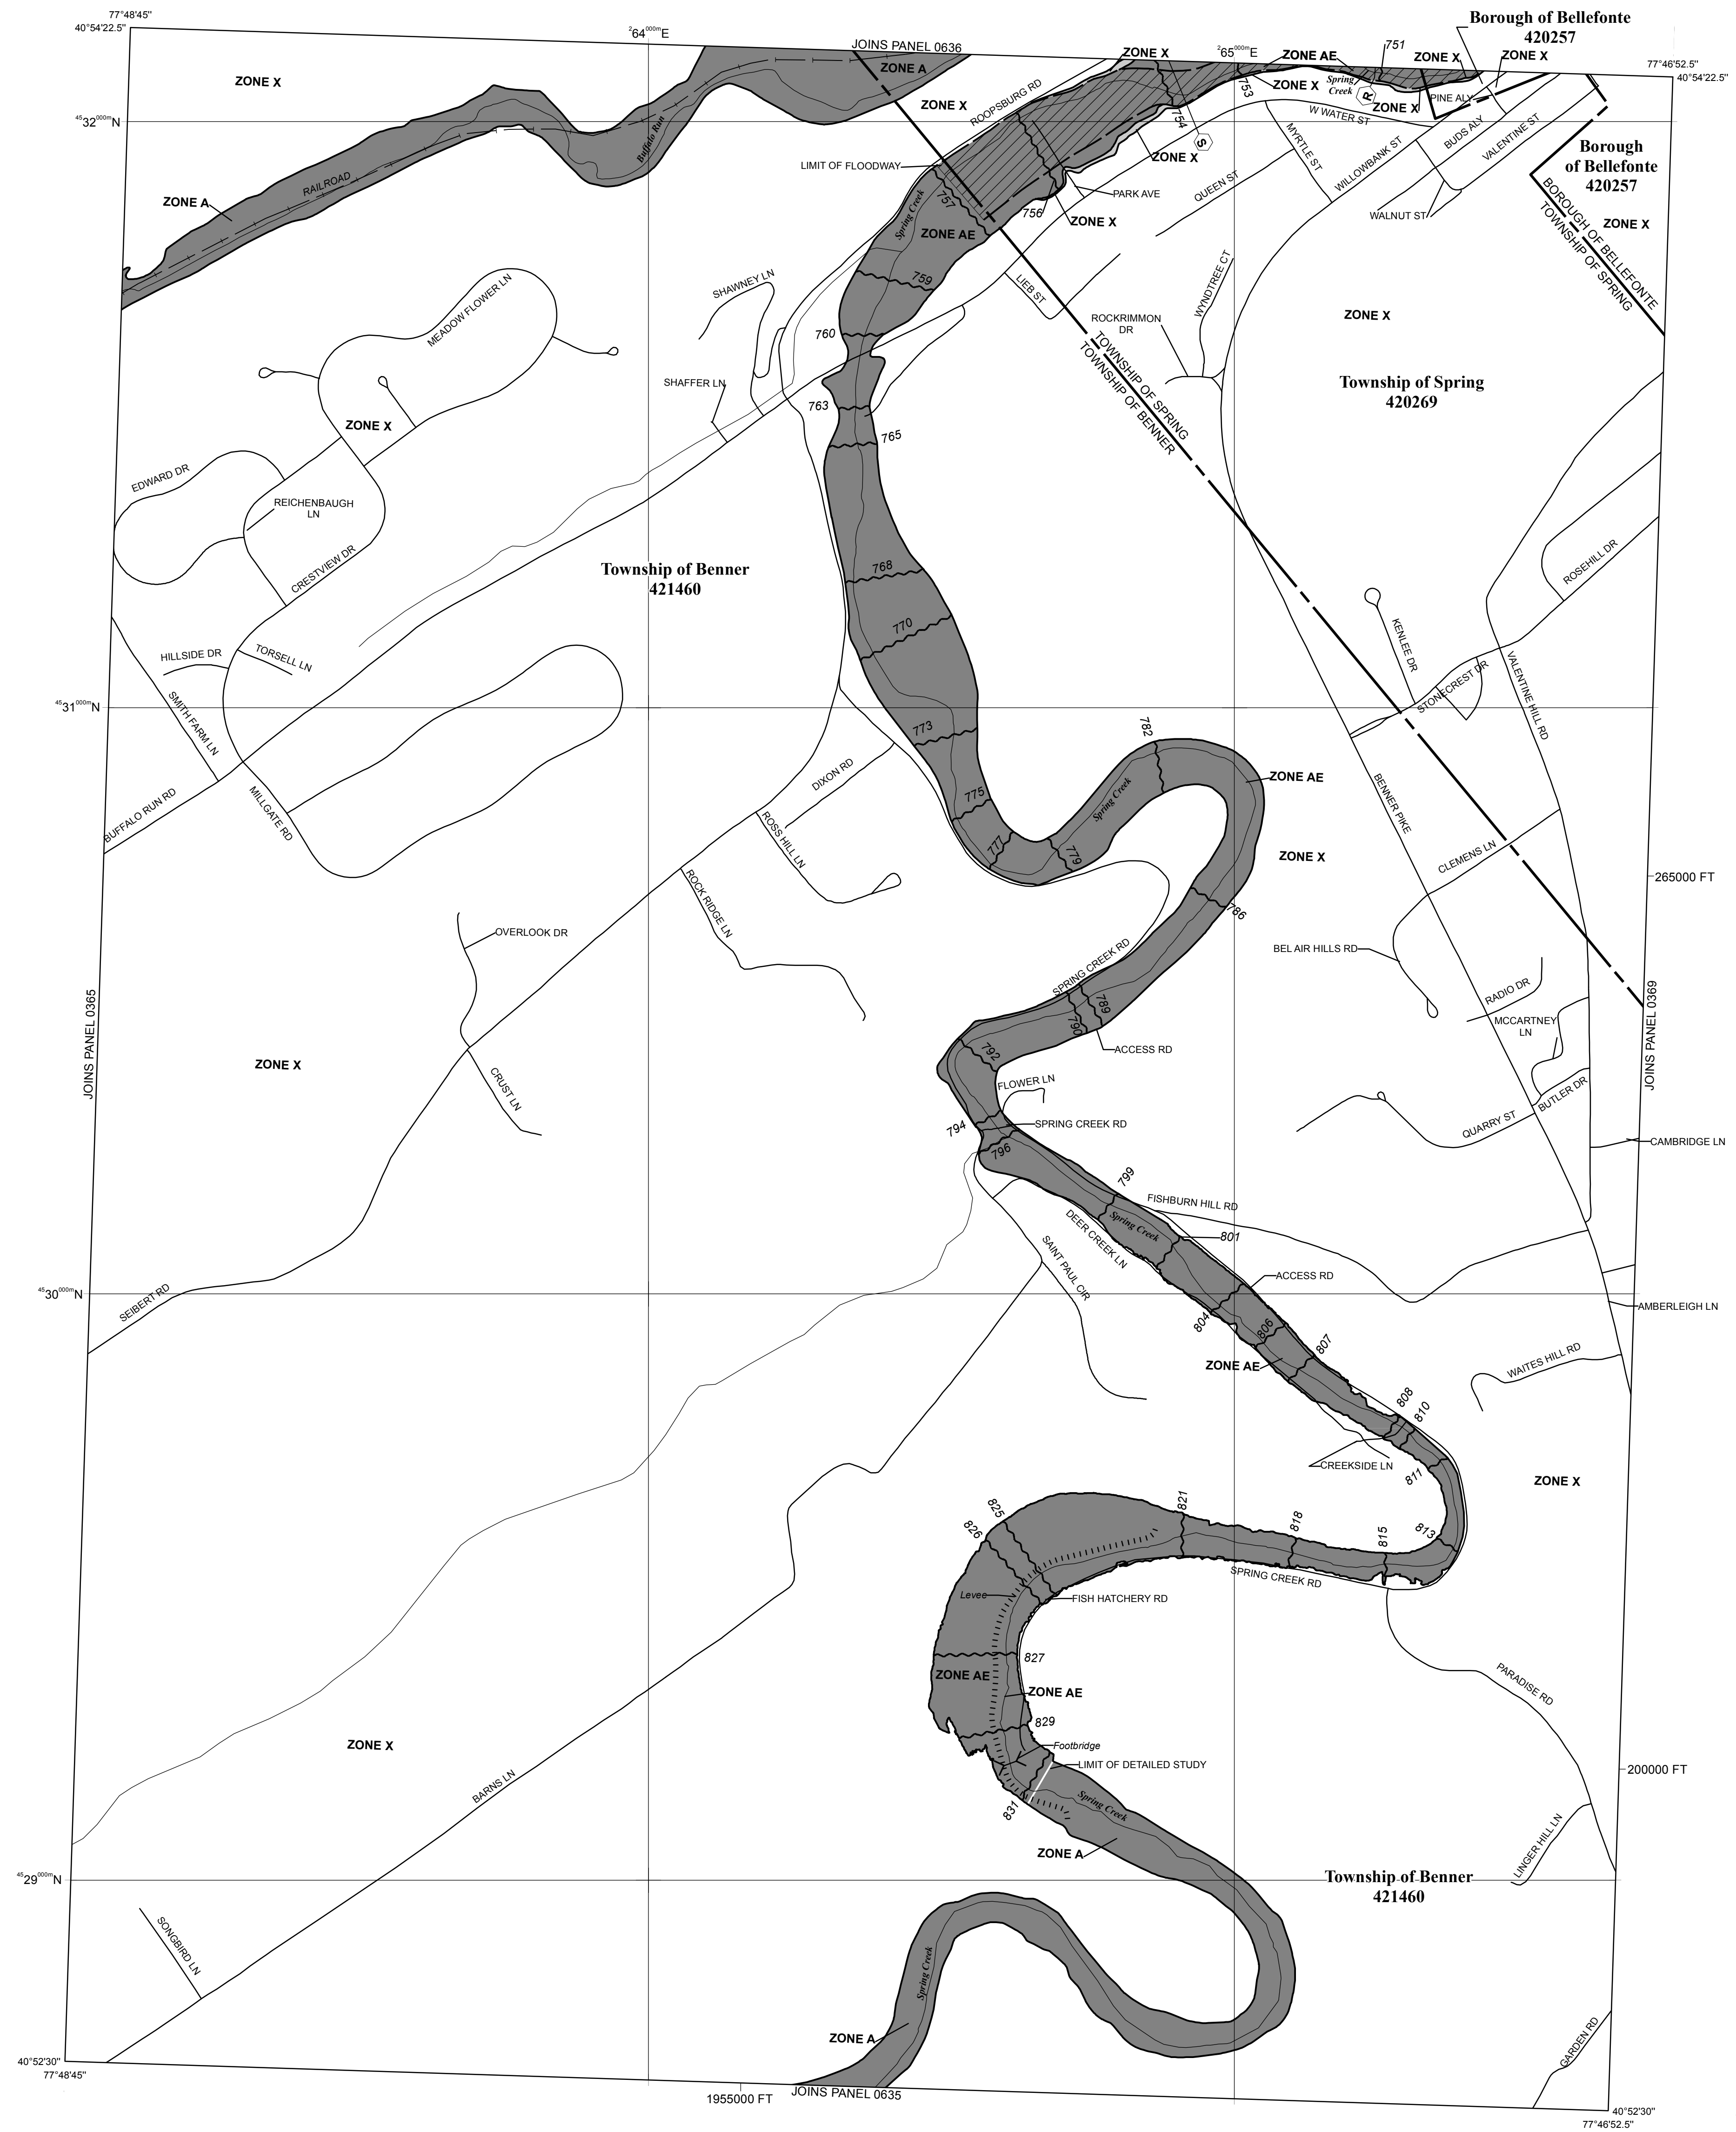 77°48'45"
40°54'22.5"
264000mE
JOINS PANEL 0636
265000mE
Borough of Bellefonte
420257
77°46'52.5"
40°54'22.5"
ZONE X
ZONE A
ZONE X
ZONE AE
751
ZONE X
ZONE X
4532000mN
Buffalo Run
ZONE X
ROOPSBURG RD
753
ZONE X
Spring
Creek
R
ZONE X
PINE ALY
754
W WATER ST
S
MYRTLE ST
BUDS ALY
VALENTINE ST
WILLOWBANK ST
Borough
of Bellefonte
420257
LIMIT OF FLOODWAY
ZONE X
RAILROAD
ZONE A
Spring Creek
757
756
PARK AVE
QUEEN ST
WALNUT ST
ZONE X
ZONE X
BOROUGH OF BELLEFONTE
TOWNSHIP OF SPRING
ZONE AE
759
LIEB ST
WYNDTREE CT
MEADOW FLOWER LN
SHAWNEY LN
760
ROCKRIMMON
DR
ZONE X
TOWNSHIP OF SPRING
TOWNSHIP OF BENNER
SHAFFER LN
Township of Spring
420269
763
765
ZONE X
EDWARD DR
REICHENBAUGH
LN
CRESTVIEW DR
Township of Benner
421460
768
770
ROSEHILL DR
KENLEE DR
HILLSIDE DR
TORSELL LN
STONECREST DR
VALENTINE HILL RD
SMITH FARM LN
4531000mN
773
782
DIXON RD
Spring Creek
ZONE AE
775
BENNER PIKE
BUFFALO RUN RD
MILLGATE RD
ROSS HILL LN
777
779
ZONE X
CLEMENS LN
265000 FT
ROCK RIDGE LN
786
OVERLOOK DR
BEL AIR HILLS RD
SPRING CREEK RD
JOINS PANEL 0365
789
790
RADIO DR
MCCARTNEY
LN
JOINS PANEL 0369
ZONE X
792
ACCESS RD
CRUST LN
FLOWER LN
BUTLER DR
QUARRY ST
794
SPRING CREEK RD
796
CAMBRIDGE LN
799
FISHBURN HILL RD
Spring Creek
801
DEER CREEK LN
SAINT PAUL CIR
ACCESS RD
4530000mN
SEIBERT RD
804
806
807
AMBERLEIGH LN
ZONE AE
WAITES HILL RD
808
810
CREEKSIDE LN
811
ZONE X
825
826
821
818
815
813
SPRING CREEK RD
Levee
FISH HATCHERY RD
827
ZONE AE
ZONE AE
PARADISE RD
829
Footbridge
ZONE X
LIMIT OF DETAILED STUDY
200000 FT
BARNS LN
831
Spring Creek
ZONE A
LINGER HILL LN
4529000mN
Township of Benner
421460
SONGBIRD LN
Spring Creek
ZONE A
GARDEN RD
40°52'30"
77°48'45"
1955000 FT
JOINS PANEL 0635
40°52'30"
77°46'52.5"